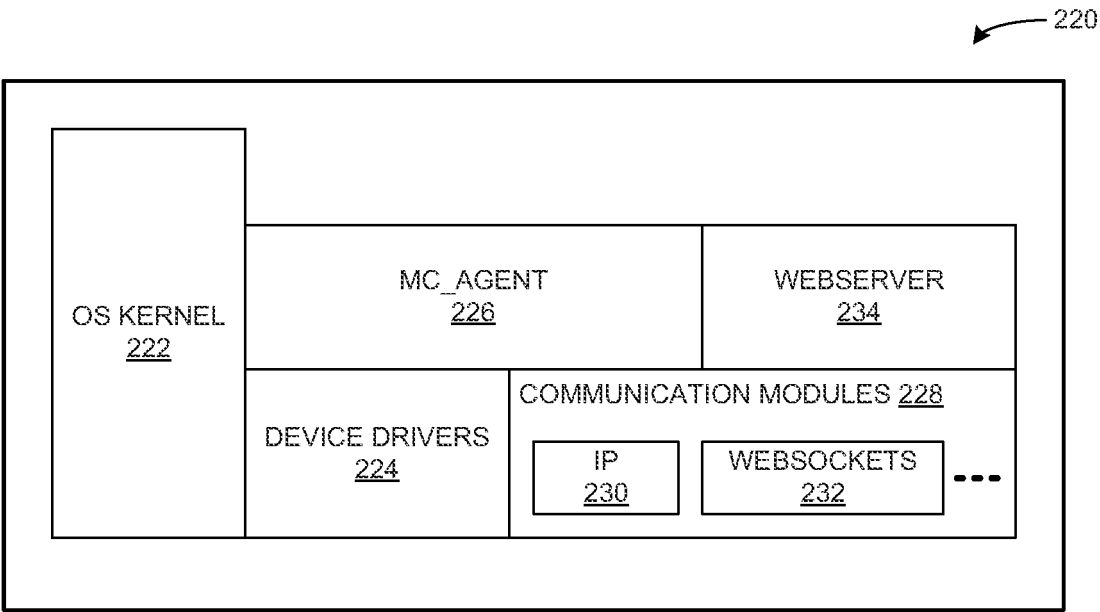 220
OS KERNEL
222
MC_AGENT
226
WEBSERVER
234
DEVICE DRIVERS
224
COMMUNICATION MODULES 228
IP
230
WEBSOCKETS
232